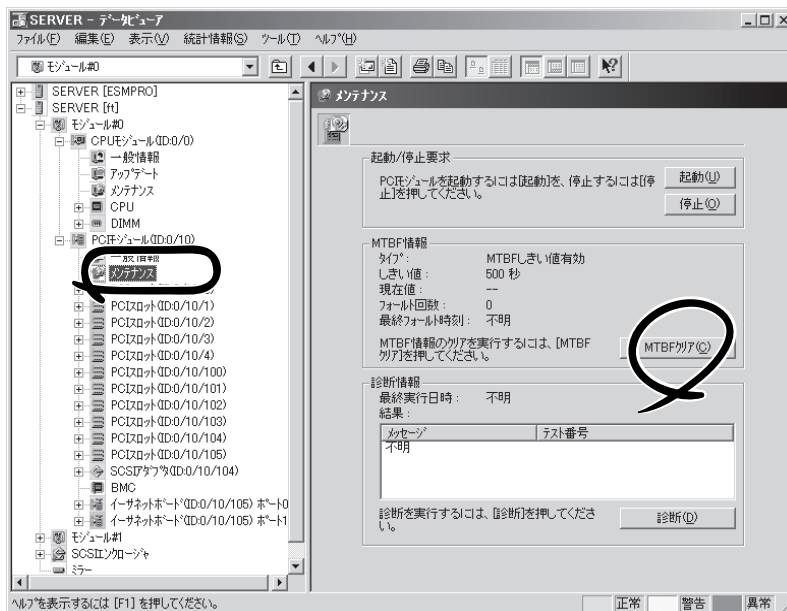 SERVER - データビューア
ファイル(F) 編集(E) 表示(V) 統計情報(S) ツール(T) ヘルプ(H)
モジュール#0
SERVER [ESMPRO]
SERVER [ft]
モジュール#0
CPUモジュール(ID:0/0)
一般情報
アップデート
メンテナンス
CPU
DIMM
PCIモジュール(ID:0/10)
一般情報
メンテナンス
PCIスロット(ID:0/10/1)
PCIスロット(ID:0/10/2)
PCIスロット(ID:0/10/3)
PCIスロット(ID:0/10/4)
PCIスロット(ID:0/10/100)
PCIスロット(ID:0/10/101)
PCIスロット(ID:0/10/102)
PCIスロット(ID:0/10/103)
PCIスロット(ID:0/10/104)
PCIスロット(ID:0/10/105)
SCSIアダプタ(ID:0/10/104)
BMC
イーサネットボード(ID:0/10/105) ポート0
イーサネットボード(ID:0/10/105) ポート1
モジュール#1
SCSIエンクロージャ
ミラー
メンテナンス
起動/停止要求
PCIモジュールを起動するには[起動]を、停止するには[停
止]を押してください。
起動(U)
停止(O)
MTBF情報
タイプ: MTBFしきい値有効
しきい値: 500 秒
現在値: --
フォールト回数: 0
最終フォールト時刻: 不明
MTBF情報のクリアを実行するには、[MTBF
クリア]を押してください。
MTBFクリア(C)
診断情報
最終実行日時: 不明
結果:
メッセージ テスト番号
不明
診断を実行するには、[診断]を押してくださ
い。
診断(D)
ヘルプを表示するには [F1] を押してください。
正常 警告 異常